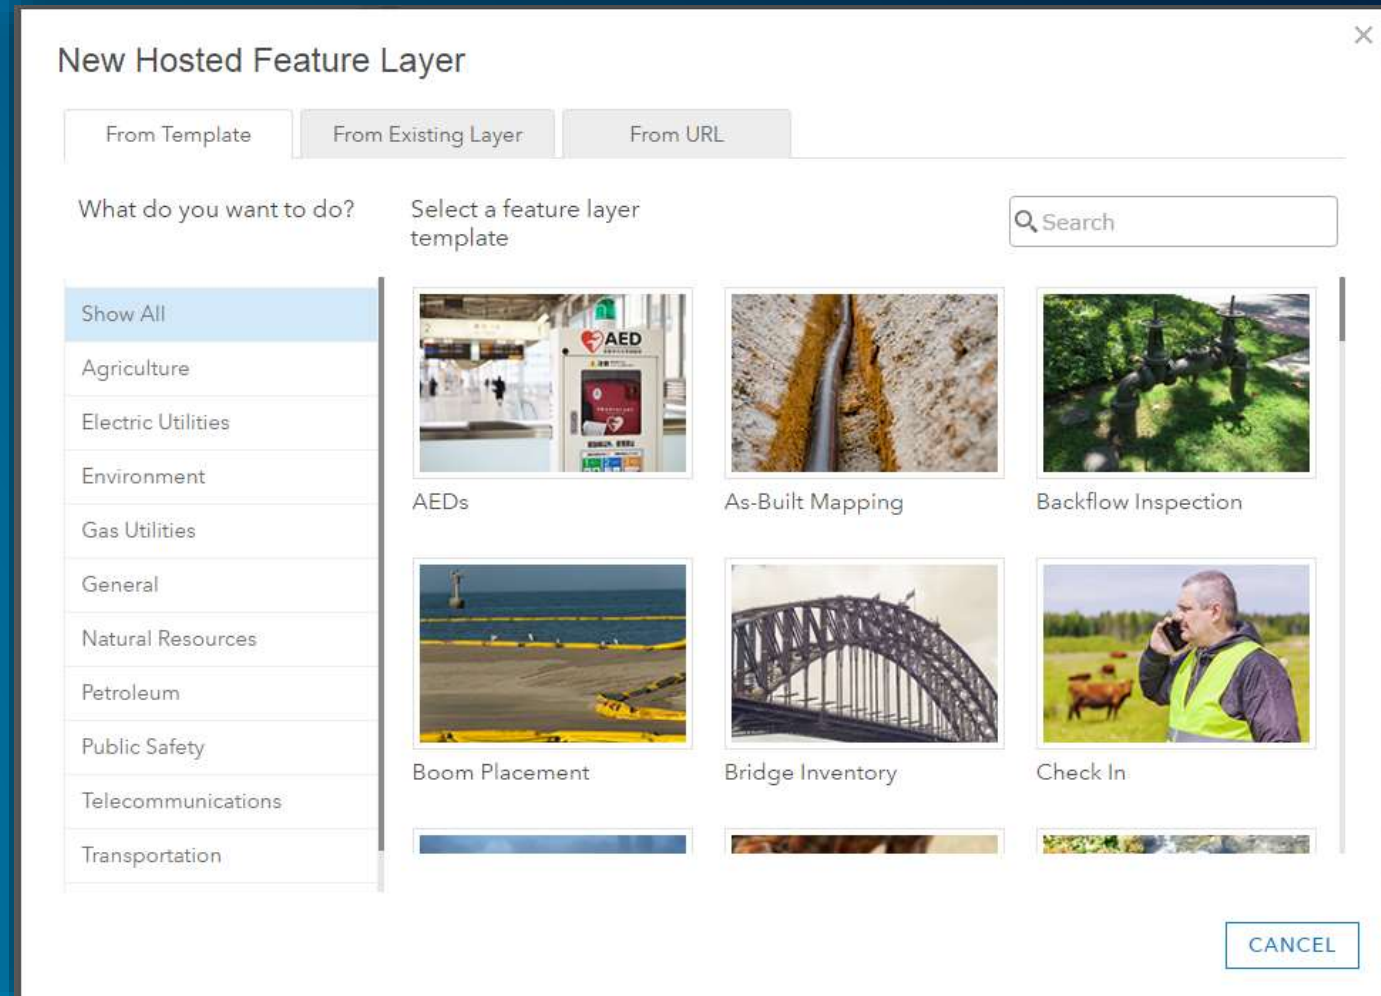 New Hosted Feature Layer
From Template
From Existing Layer
From URL
What do you want to do?
Select a feature layer
template
Search
Show All
Agriculture
Electric Utilities
Environment
Gas Utilities
General
Natural Resources
Petroleum
Public Safety
Telecommunications
Transportation
AED
AEDs
As-Built Mapping
Backflow Inspection
Boom Placement
Bridge Inventory
Check In
CANCEL